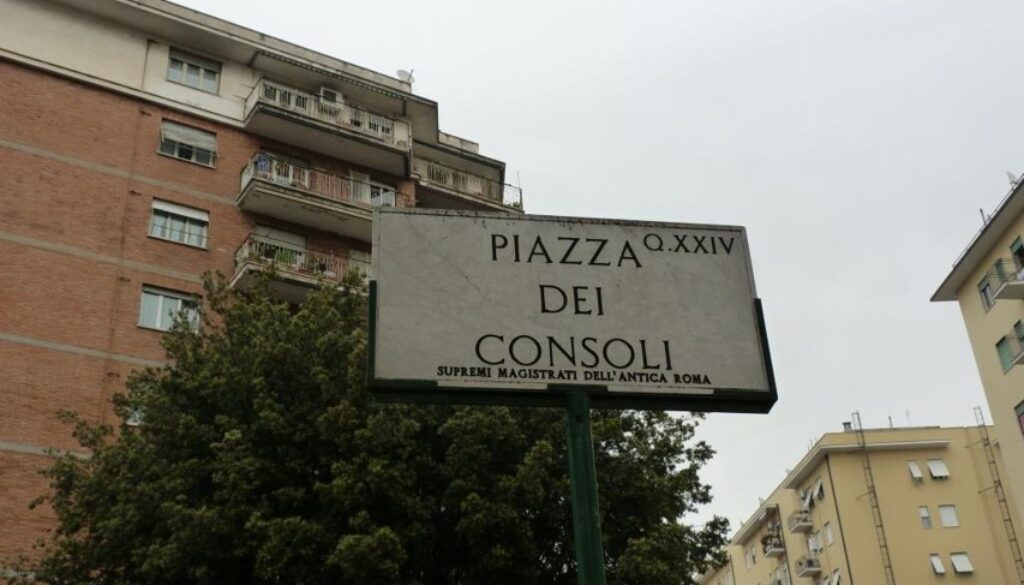 PIAZZA Q.XXIV
DEI
CONSOLI
SUPREMI MAGISTRATI DELL'ANTICA ROMA